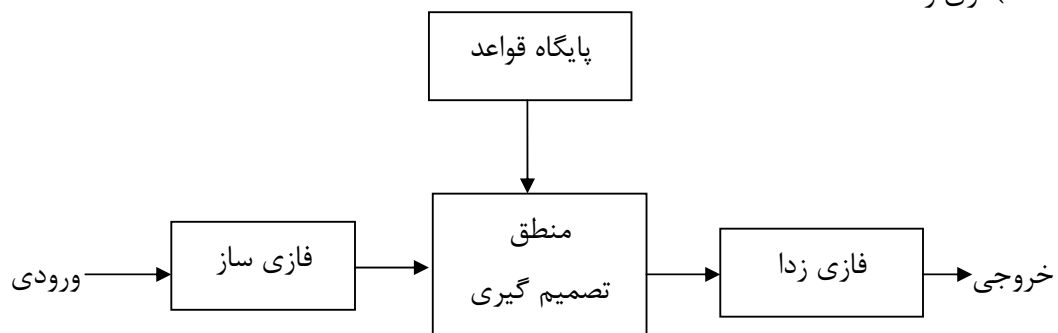 پایگاه قواعد
منطق
تصمیم گیری
فازی ساز
فازی زدا
ورودی
خروجی